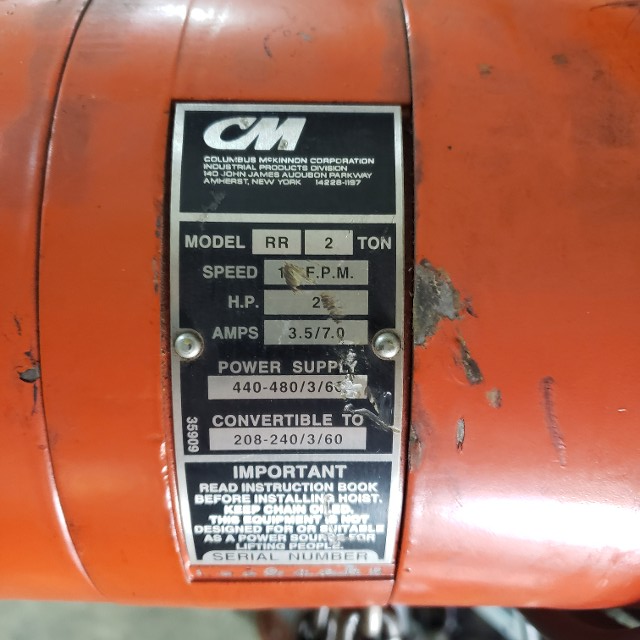 CM
COLUMBUS McKINNON CORPORATION
INDUSTRIAL PRODUCTS DIVISION
140 JOHN JAMES AUDUBON PARKWAY
AMHERST, NEW YORK 14228-1197
MODEL RR 2 TON
SPEED F.P.M.
H.P. 2
AMPS 3.5/7.0
POWER SUPPLY
440-480/3/60
CONVERTIBLE TO
208-240/3/60
35909
IMPORTANT
READ INSTRUCTION BOOK
BEFORE INSTALLING HOIST.
KEEP CHAIN OILED.
THIS EQUIPMENT IS NOT
DESIGNED FOR OR SUITABLE
AS A POWER SOURCE FOR
LIFTING PEOPLE.
SERIAL NUMBER